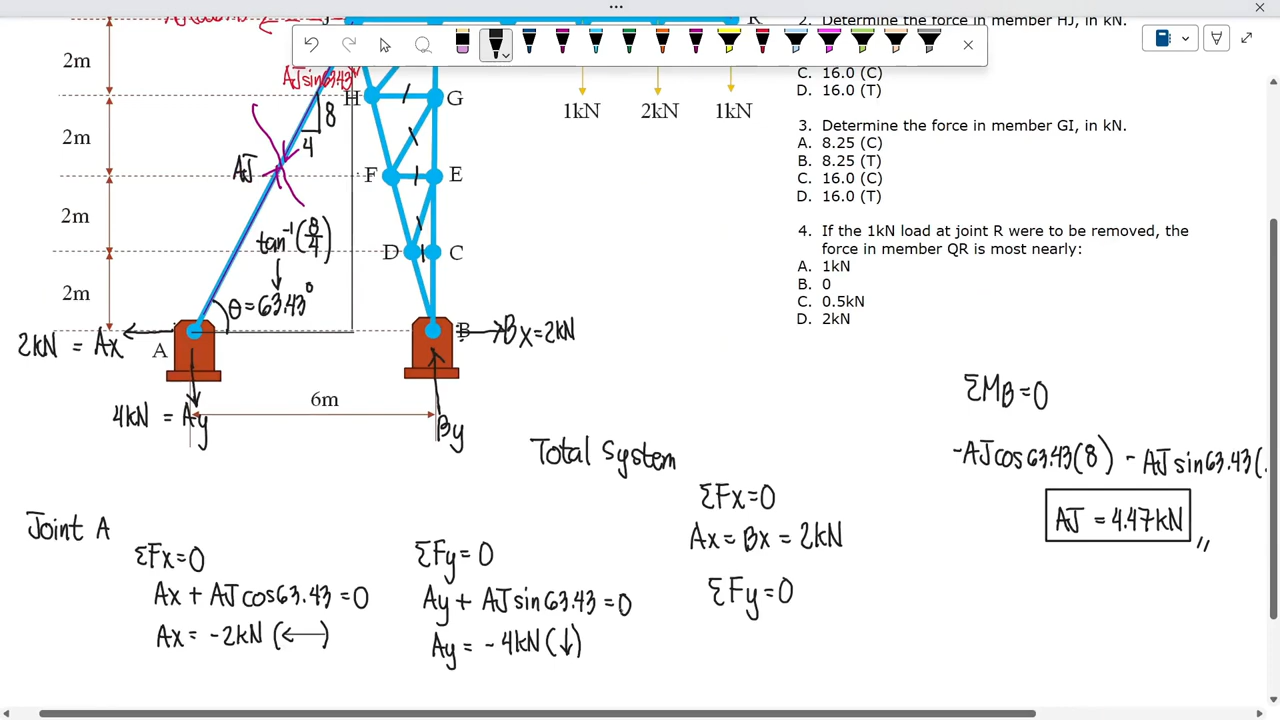 R
2. Determine the force in member HJ, in kN.
2m
AJsin63.43
C. 16.0 (C)
D. 16.0 (T)
H
G
8
1kN
2kN
1kN
3. Determine the force in member GI, in kN.
2m
4
A. 8.25 (C)
AJ
F
E
B. 8.25 (T)
C. 16.0 (C)
D. 16.0 (T)
2m
tan⁻¹(8/4)
D
C
4. If the 1kN load at joint R were to be removed, the
force in member QR is most nearly:
A. 1kN
B. 0
C. 0.5kN
D. 2kN
2m
θ = 63.43°
2kN = Ax
A
B
Bx = 2kN
4kN = Ay
6m
By
ΣMB = 0
Total System
-AJcos63.43(8) - AJsin63.43(
ΣFx = 0
AJ = 4.47kN
Joint A
Ax = Bx = 2kN
ΣFx = 0
ΣFy = 0
ΣFy = 0
Ax + AJcos63.43 = 0
Ay + AJsin63.43 = 0
Ax = -2kN (←)
Ay = -4kN (↓)